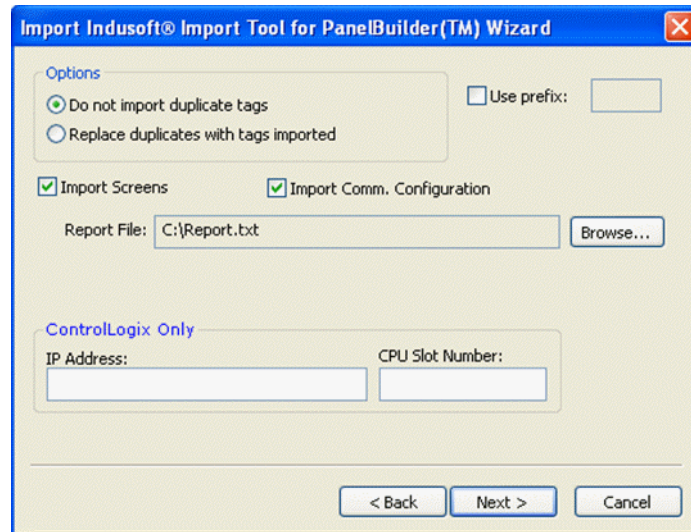 Import Indusoft® Import Tool for PanelBuilder(TM) Wizard
Options
Do not import duplicate tags
Use prefix:
Replace duplicates with tags imported
Import Screens
Import Comm. Configuration
Report File:
C:\Report.txt
Browse...
ControlLogix Only
IP Address:
CPU Slot Number:
< Back
Next >
Cancel